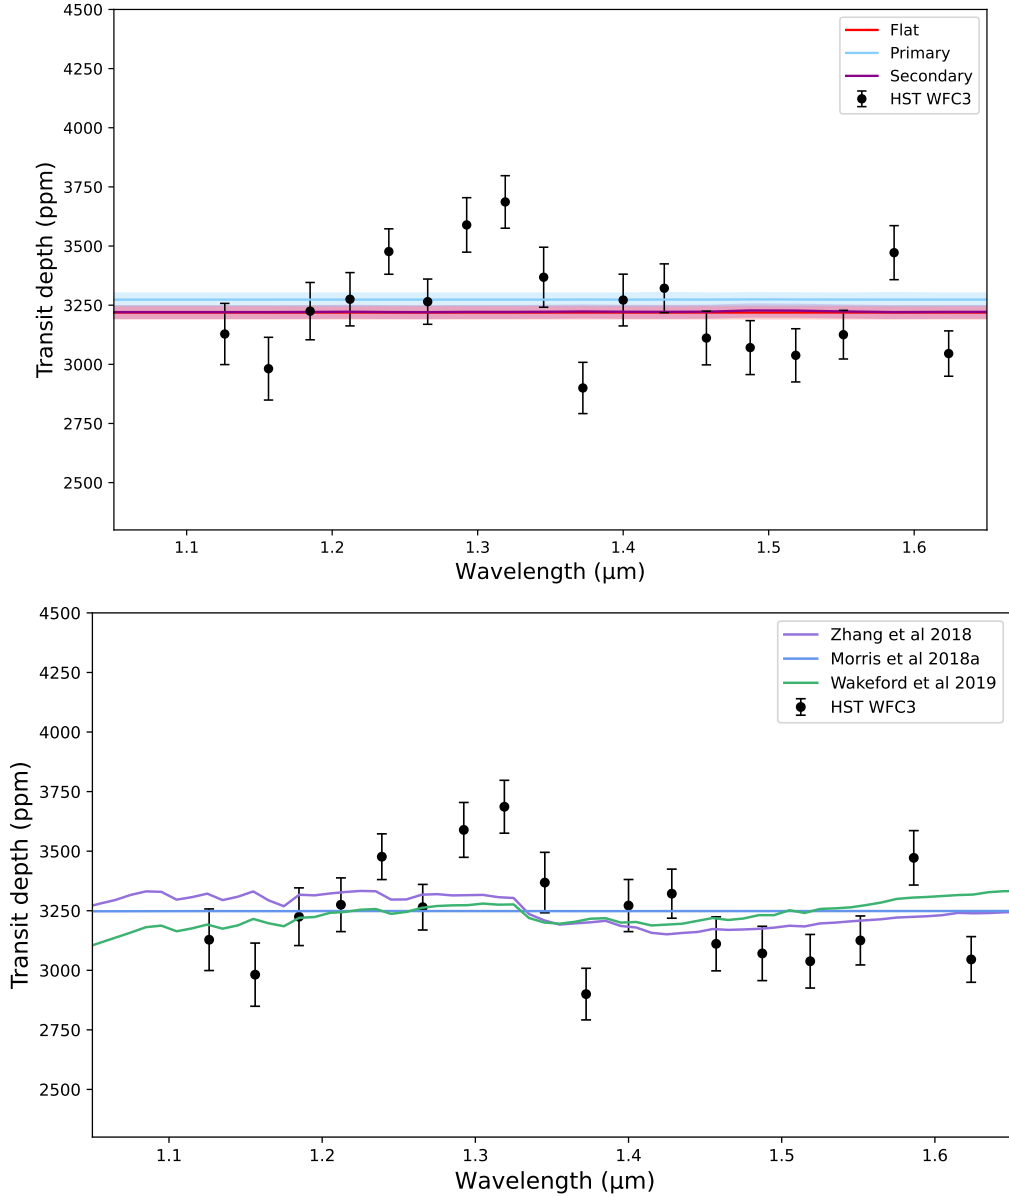 4500
4250
4000
3750
3500
3250
3000
2750
2500
Transit depth (ppm)
Flat
Primary
Secondary
HST WFC3
1.1 1.2 1.3 1.4 1.5 1.6
Wavelength (μm)
4500
4250
4000
3750
3500
3250
3000
2750
2500
Transit depth (ppm)
Zhang et al 2018
Morris et al 2018a
Wakeford et al 2019
HST WFC3
1.1 1.2 1.3 1.4 1.5 1.6
Wavelength (μm)